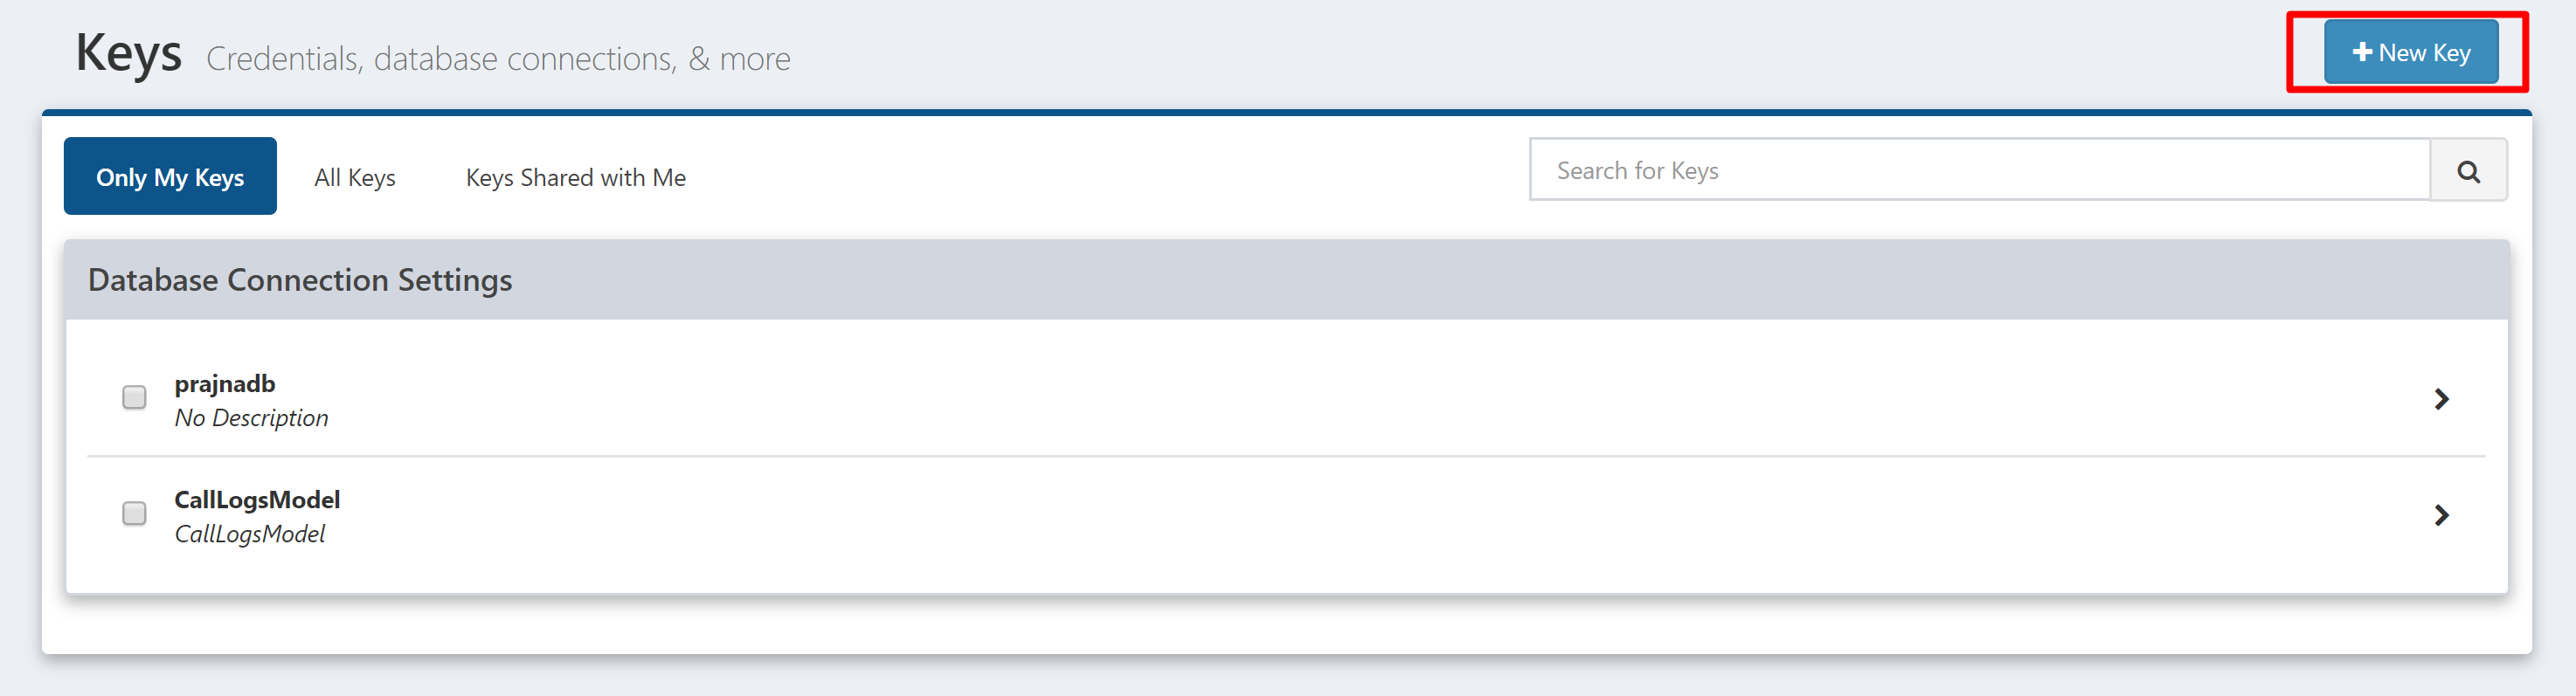 Keys Credentials, database connections, & more
New Key
Only My Keys All Keys Keys Shared with Me
Search for Keys
Database Connection Settings
prajnadb
No Description
CallLogsModel
CallLogsModel